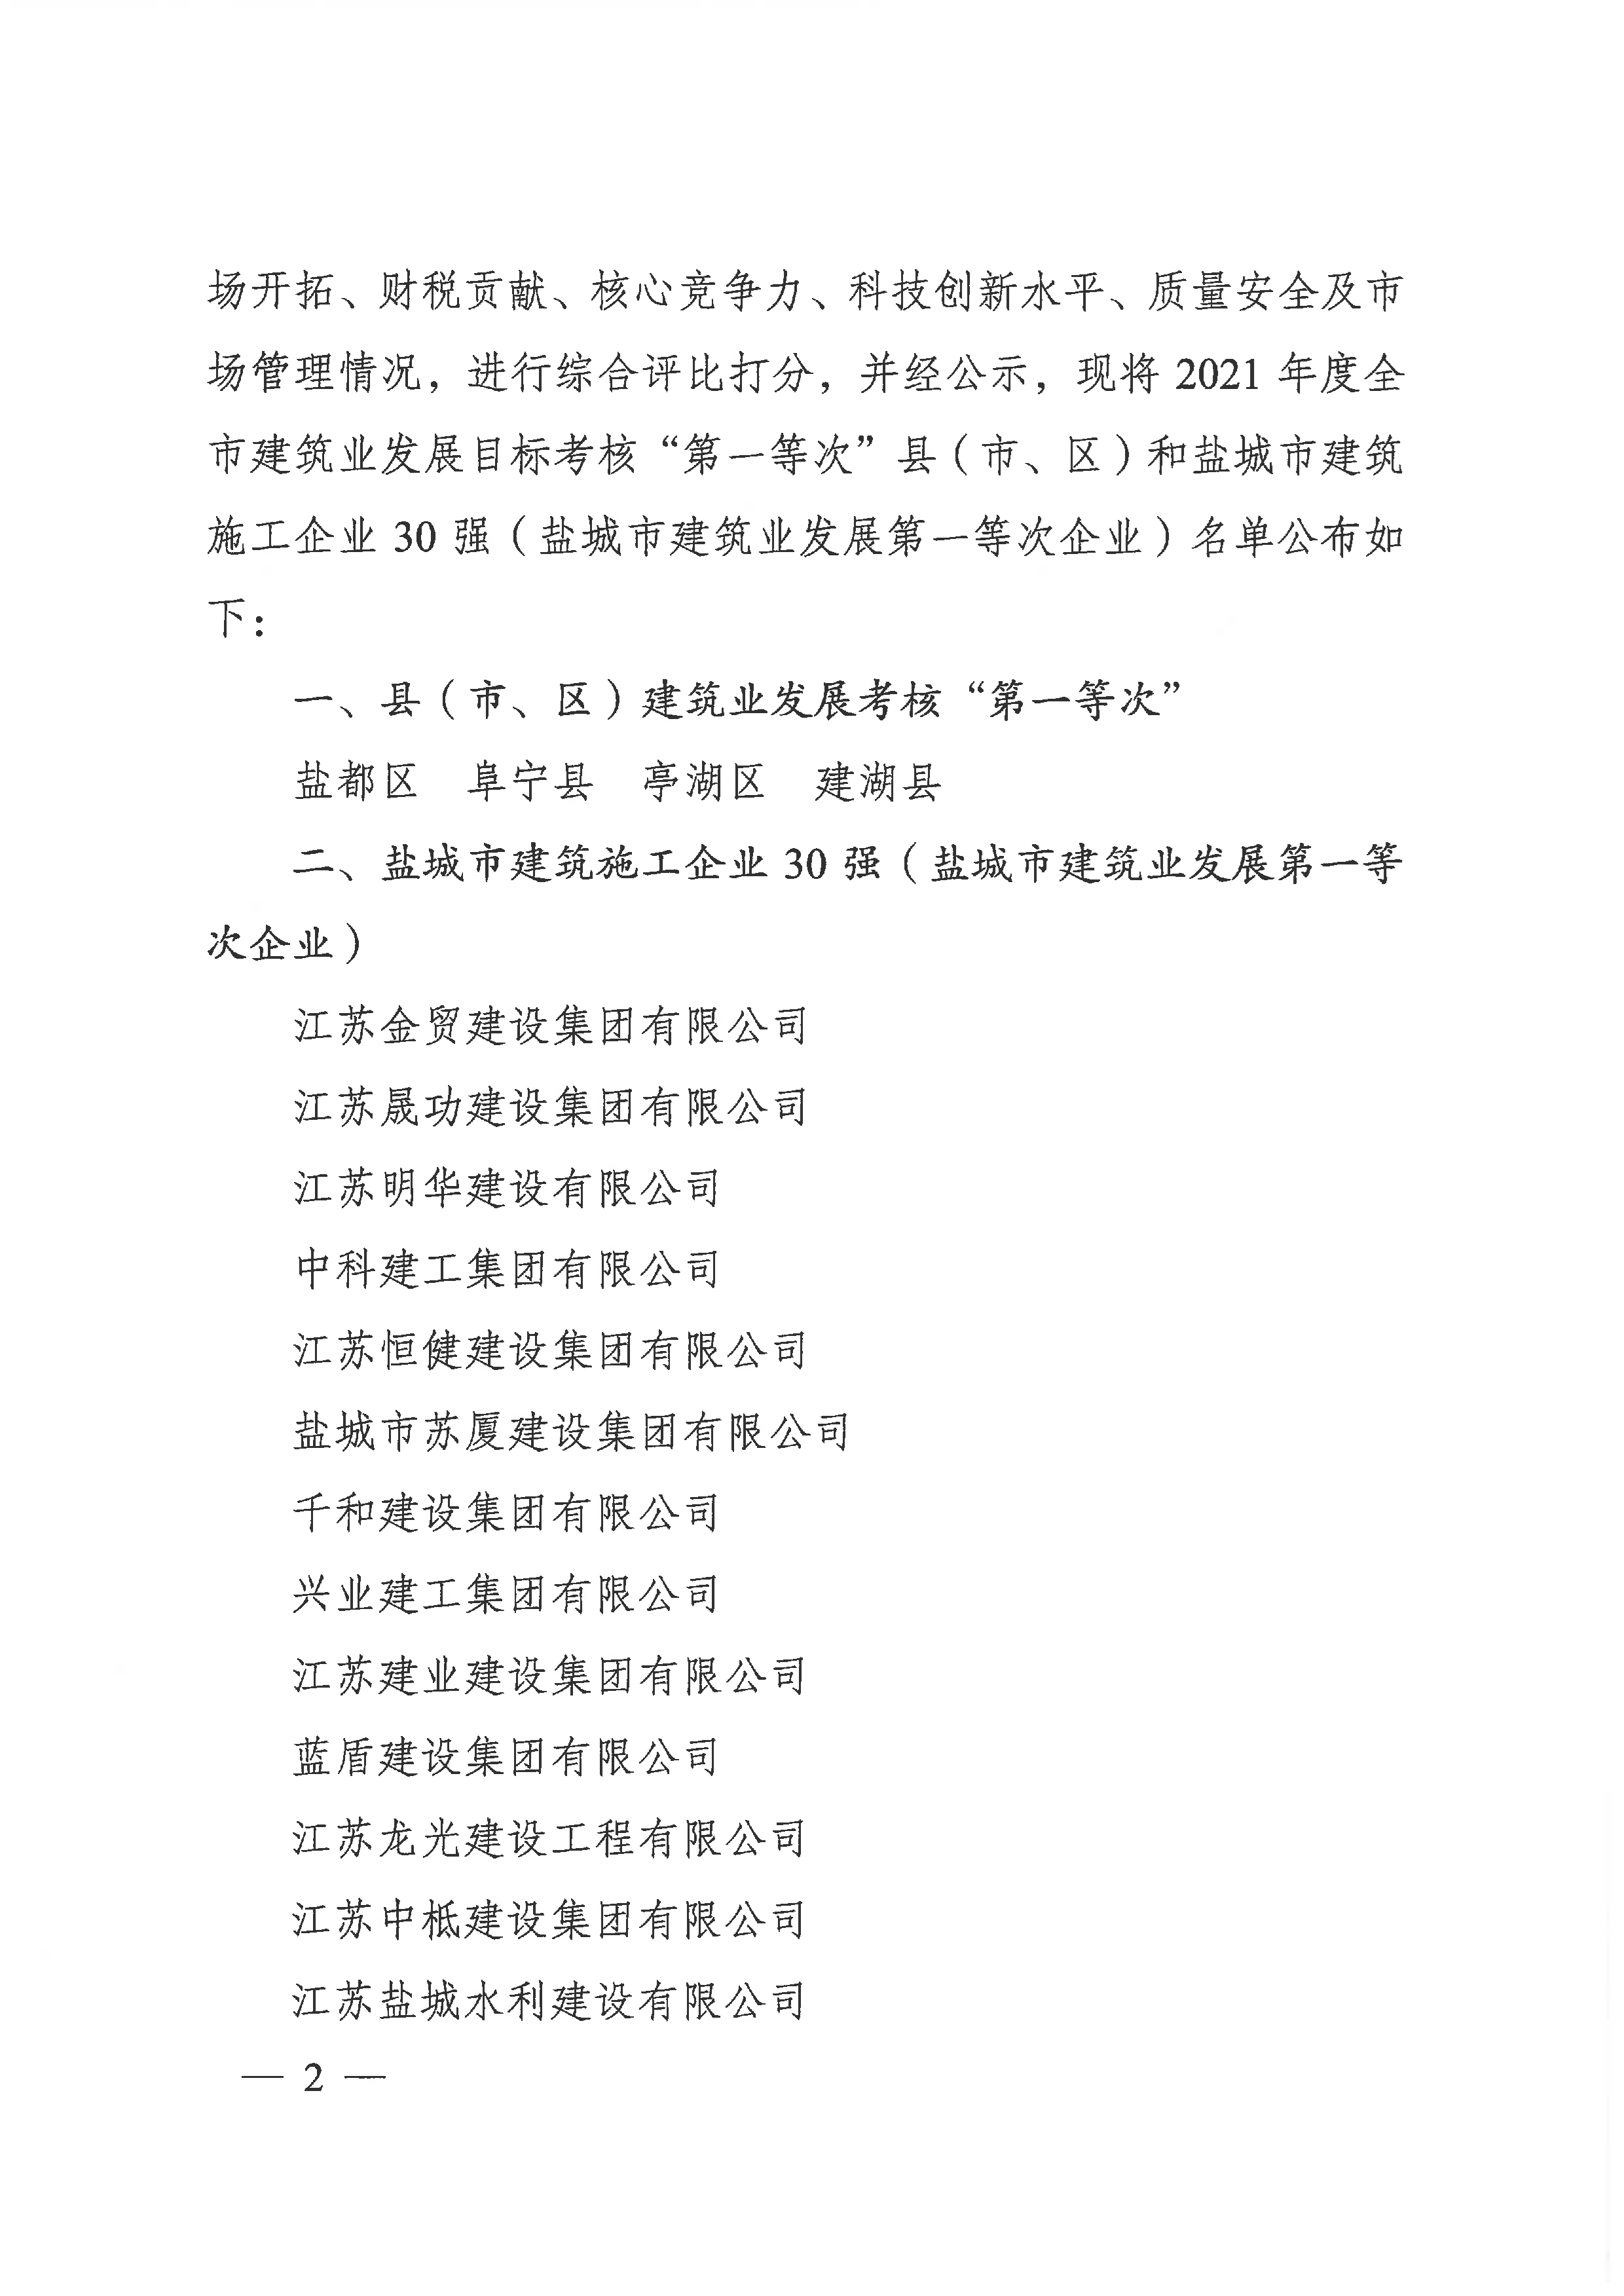 场开拓、财税贡献、核心竞争力、科技创新水平、质量安全及市
场管理情况，进行综合评比打分，并经公示，现将 2021 年度全
市建筑业发展目标考核“第一等次”县（市、区）和盐城市建筑
施工企业 30 强（盐城市建筑业发展第一等次企业）名单公布如
下：
一、县（市、区）建筑业发展考核“第一等次”
盐都区 阜宁县 亭湖区 建湖县
二、盐城市建筑施工企业 30 强（盐城市建筑业发展第一等
次企业）
江苏金贸建设集团有限公司
江苏晟功建设集团有限公司
江苏明华建设有限公司
中科建工集团有限公司
江苏恒健建设集团有限公司
盐城市苏厦建设集团有限公司
千和建设集团有限公司
兴业建工集团有限公司
江苏建业建设集团有限公司
蓝盾建设集团有限公司
江苏龙光建设工程有限公司
江苏中柢建设集团有限公司
江苏盐城水利建设有限公司
— 2 —